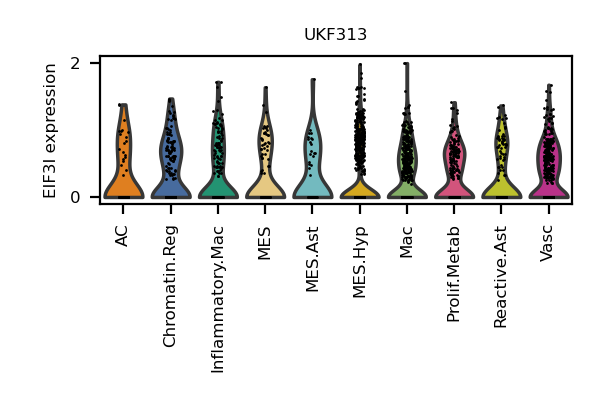 UKF313
EIF3I expression
2
0
AC
Chromatin.Reg
Inflammatory.Mac
MES
MES.Ast
MES.Hyp
Mac
Prolif.Metab
Reactive.Ast
Vasc